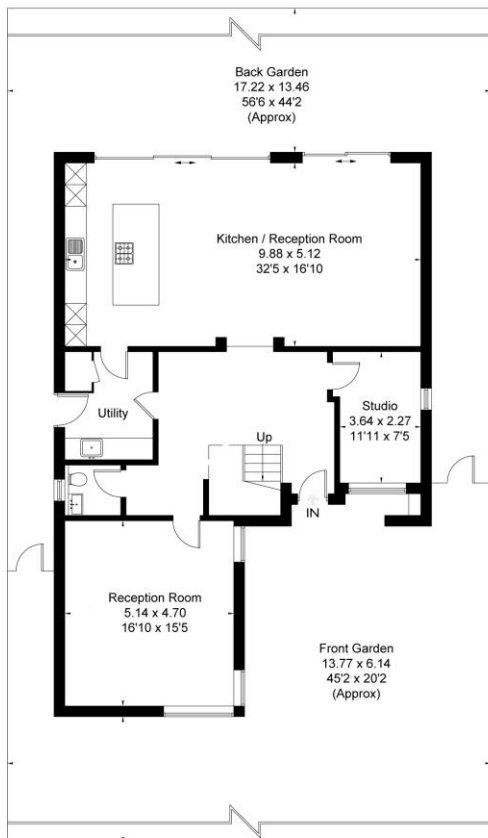 Back Garden
17.22 x 13.46
56'6 x 44'2
(Approx)
Kitchen / Reception Room
9.88 x 5.12
32'5 x 16'10
Utility
Studio
3.64 x 2.27
11'11 x 7'5
Up
IN
Reception Room
5.14 x 4.70
16'10 x 15'5
Front Garden
13.77 x 6.14
45'2 x 20'2
(Approx)